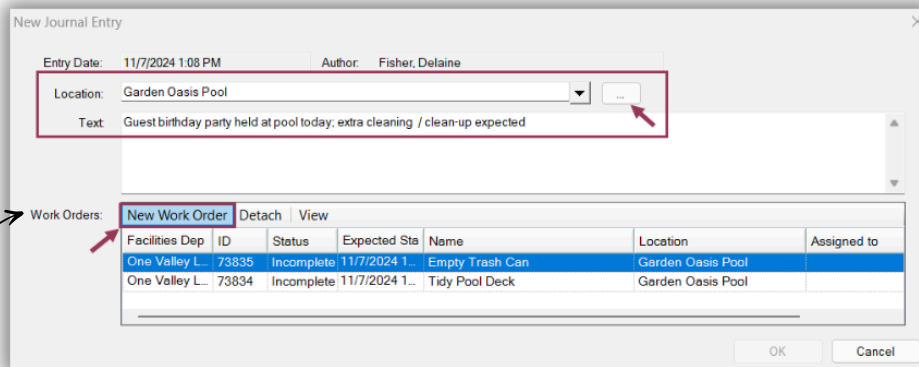 New Journal Entry
Entry Date: 11/7/2024 1:08 PM Author: Fisher, Delaine
Location: Garden Oasis Pool ...
Text: Guest birthday party held at pool today; extra cleaning / clean-up expected
Work Orders: New Work Order Detach View
Facilities Dep ID Status Expected Sta Name Location Assigned to
One Valley L... 73835 Incomplete 11/7/2024 1... Empty Trash Can Garden Oasis Pool
One Valley L... 73834 Incomplete 11/7/2024 1... Tidy Pool Deck Garden Oasis Pool
OK Cancel